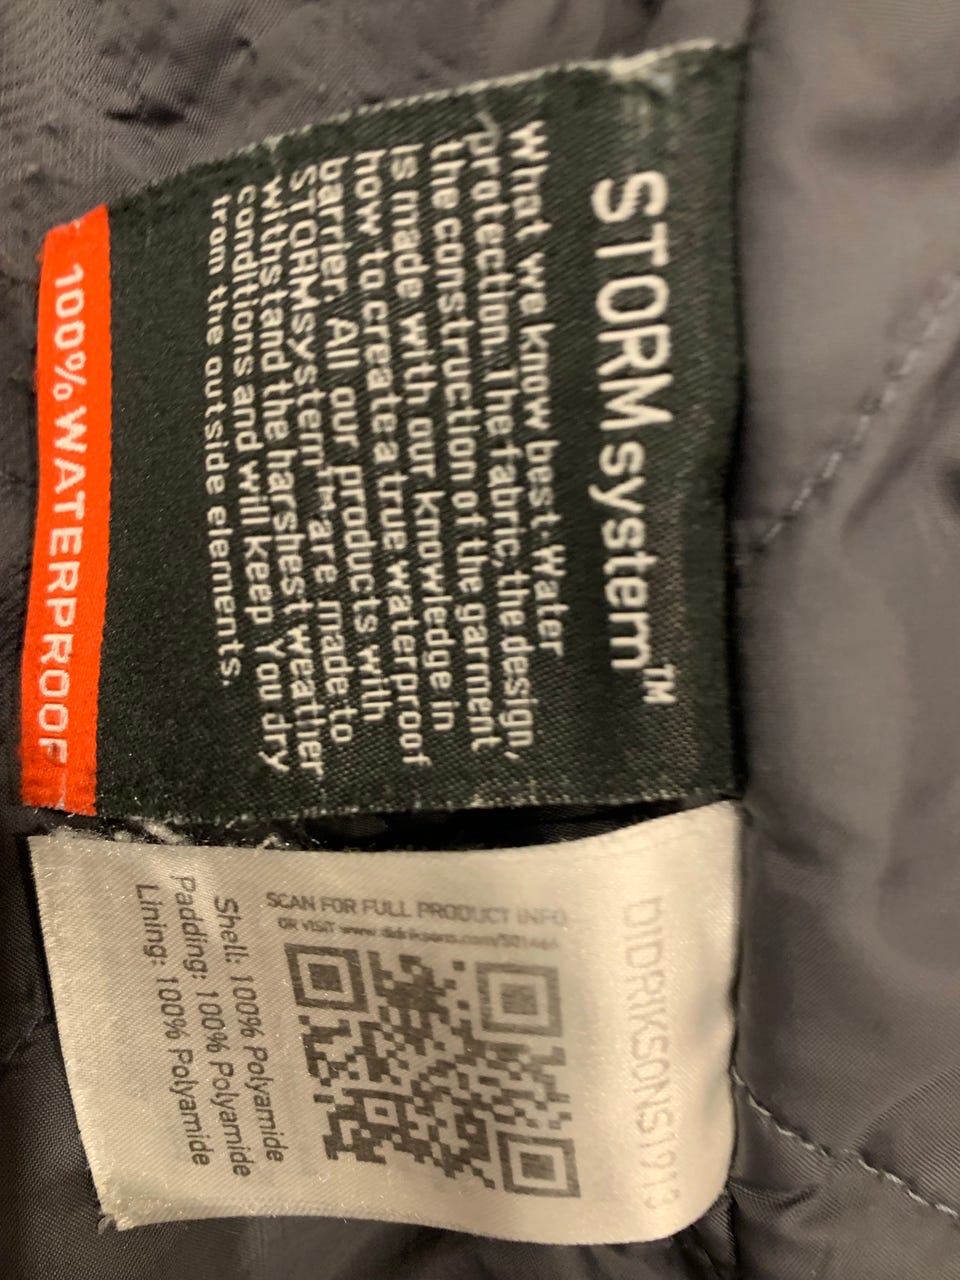 STORMsystem™
What we know best-water
protection. The fabric, the design,
the construction of the garment
is made with our knowledge in
how to create a true waterproof
barrier. All our products with
STORMsystem™ are made to
withstand the harshest weather
conditions and will keep you dry
from the outside elements.
100% WATERPROOF
DIDRIKSONS1913
SCAN FOR FULL PRODUCT INFO
OR VISIT
Shell: 100% Polyamide
Padding: 100% Polyamide
Lining: 100% Polyamide